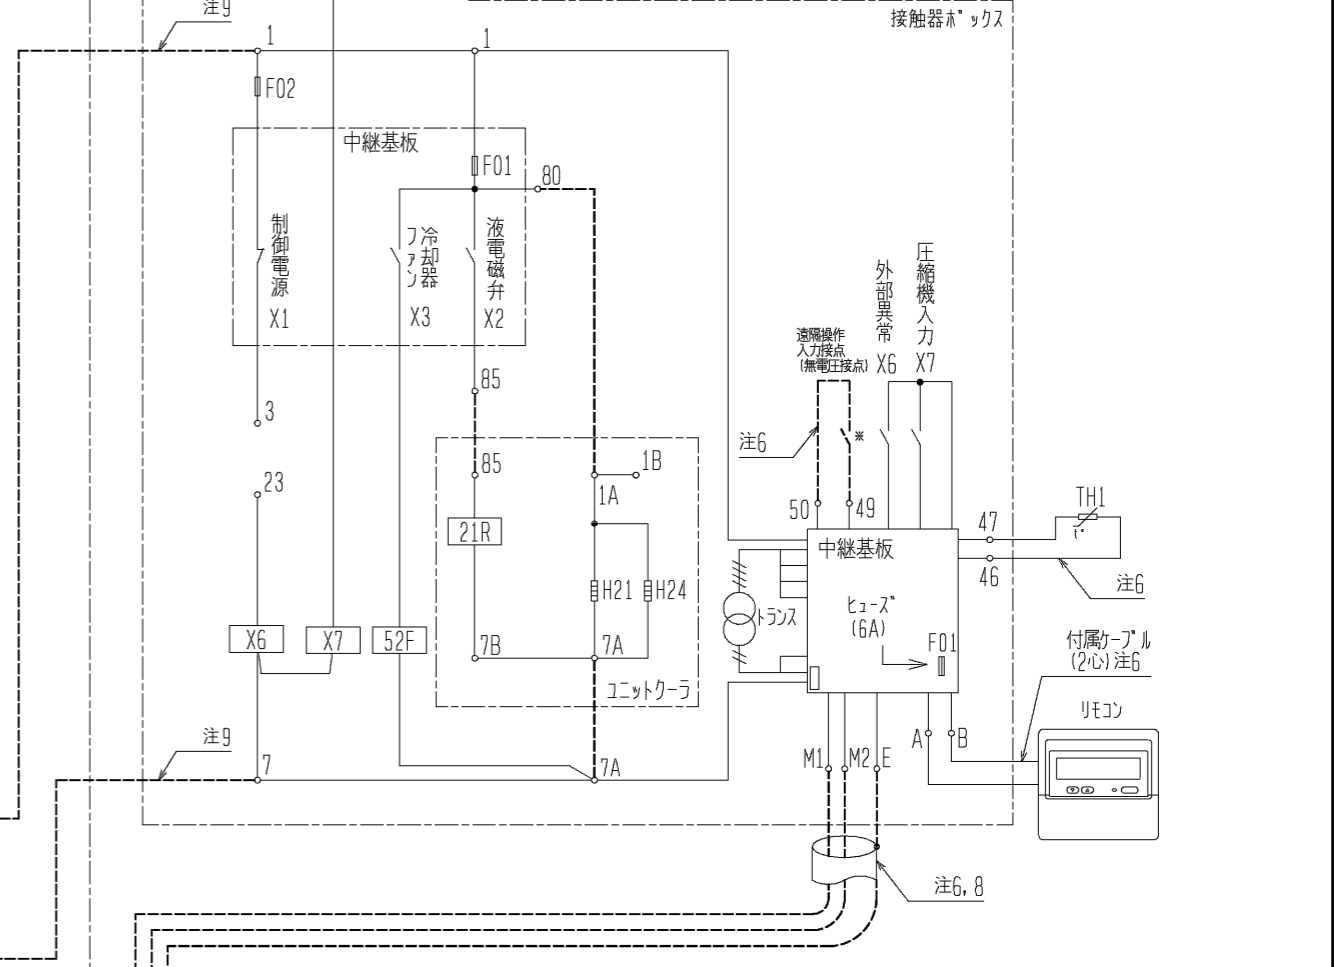 注9
接触器ﾎﾞｯｸｽ
1
1
F02
中継基板
F01
80
制御電源
X1
冷却器
ﾌｧﾝ
X3
液電磁弁
X2
圧縮機入力
X7
外部異常
X6
遠隔操作
入力接点
(無電圧接点)
85
3
注6
※
85
1B
23
1A
50
49
TH1
47
t°
21R
中継基板
46
注6
H21
H24
ﾄﾗﾝｽ
ﾋｭｰｽﾞ
(6A)
F01
X6
X7
52F
7B
7A
付属ｹｰﾌﾞﾙ
(2心)注6
ﾕﾆｯﾄｸｰﾗ
ﾘﾓｺﾝ
注9
A
B
7
7A
M1
M2
E
注6,8